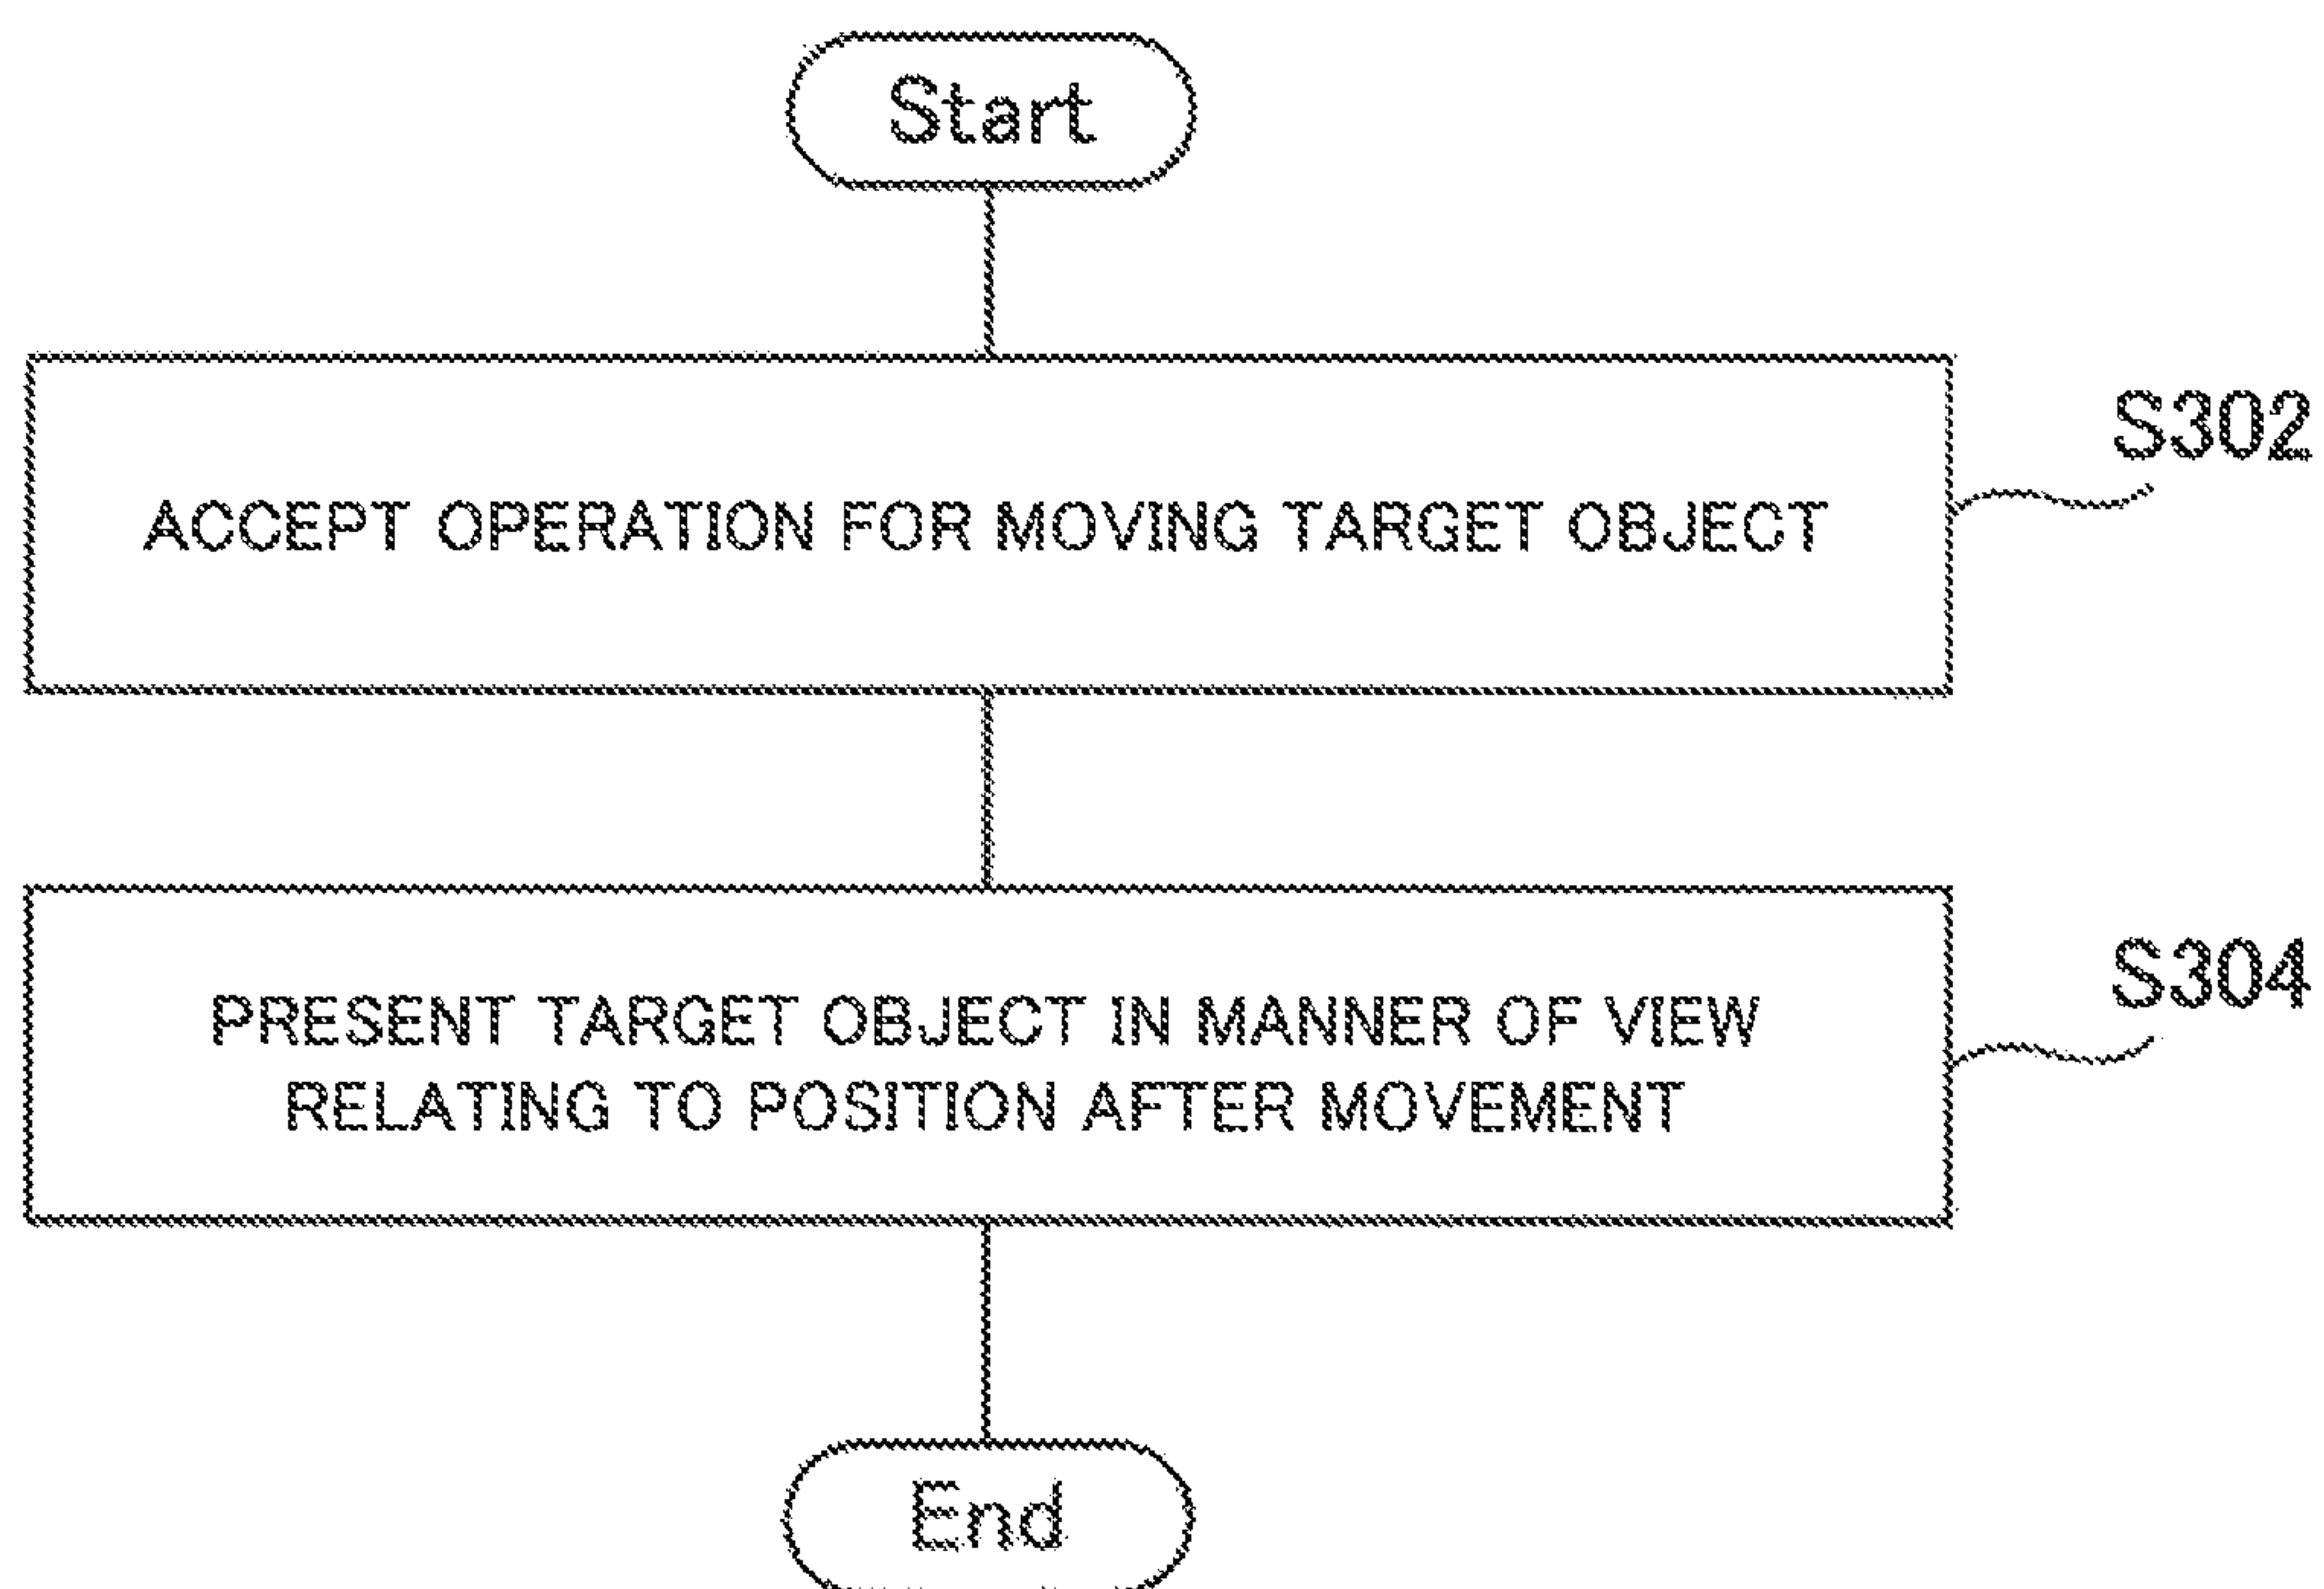 Start
S302
ACCEPT OPERATION FOR MOVING TARGET OBJECT
S304
PRESENT TARGET OBJECT IN MANNER OF VIEW
RELATING TO POSITION AFTER MOVEMENT
End